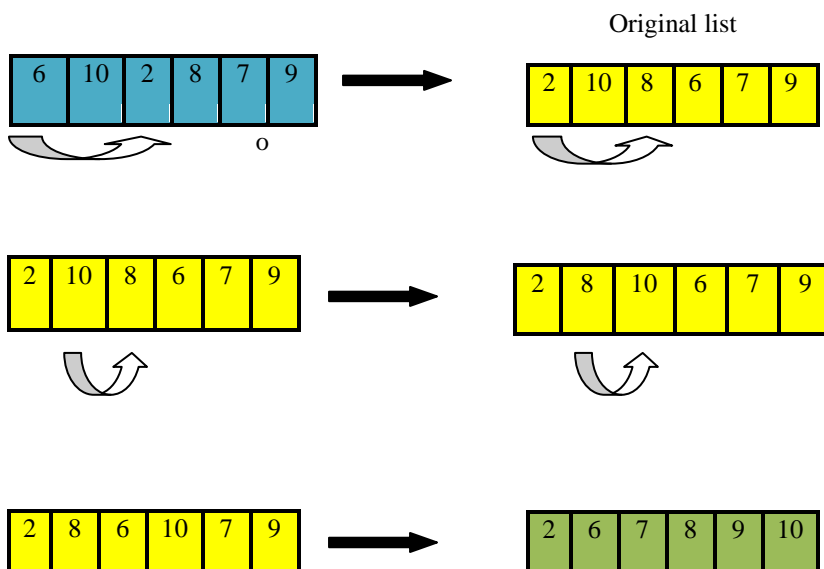 Original list
6 10 2 8 7 9
2 10 8 6 7 9
o
2 10 8 6 7 9
2 8 10 6 7 9
2 8 6 10 7 9
2 6 7 8 9 10